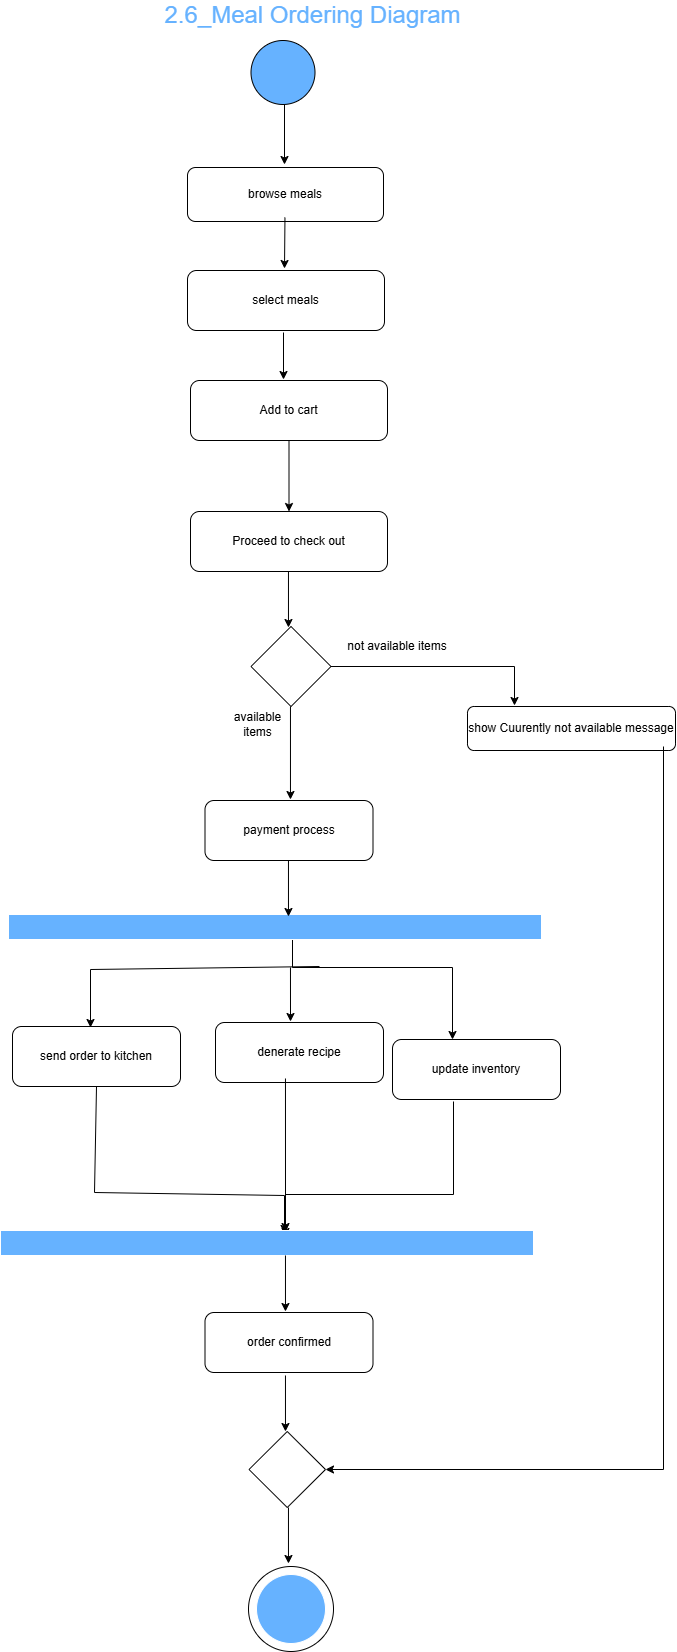 2.6_Meal Ordering Diagram
browse meals
select meals
Add to cart
Proceed to check out
not available items
available
items
show Cuurently not available message
payment process
send order to kitchen
denerate recipe
update inventory
order confirmed